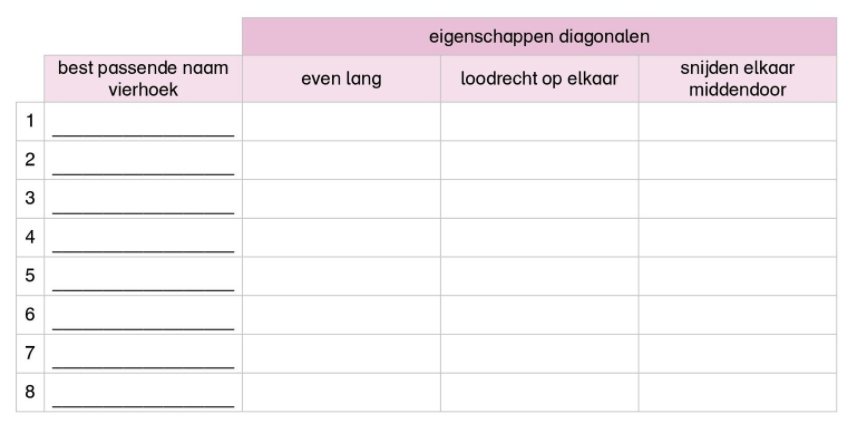 eigenschappen diagonalen
best passende naam
vierhoek
even lang
loodrecht op elkaar
snijden elkaar
middendoor
1
2
3
4
5
6
7
8